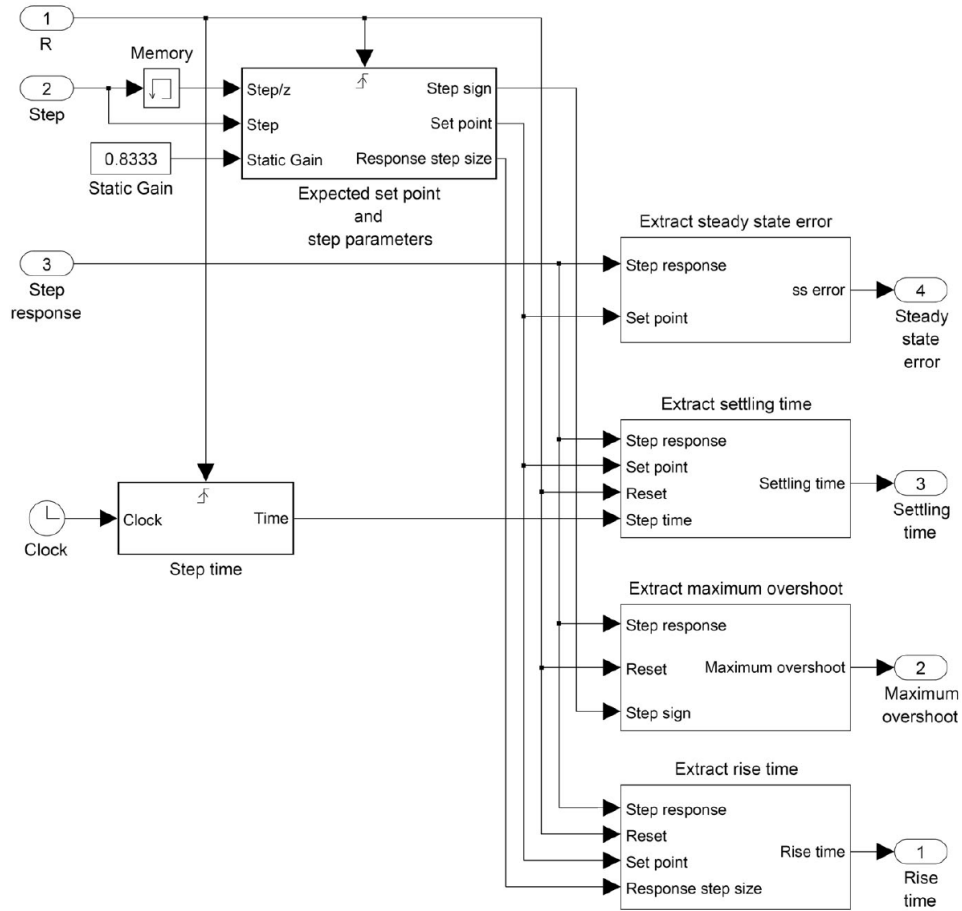 1
R
Memory
2
Step
Step/z
Step
Static Gain
Step sign
Set point
Response step size
0.8333
Static Gain
Expected set point
and
step parameters
3
Step
response
Extract steady state error
Step response
Set point
ss error
4
Steady
state
error
Extract settling time
Step response
Set point
Reset
Step time
Settling time
3
Settling
time
Clock
Clock
Time
Step time
Extract maximum overshoot
Step response
Reset
Step sign
Maximum overshoot
2
Maximum
overshoot
Extract rise time
Step response
Reset
Set point
Response step size
Rise time
1
Rise
time